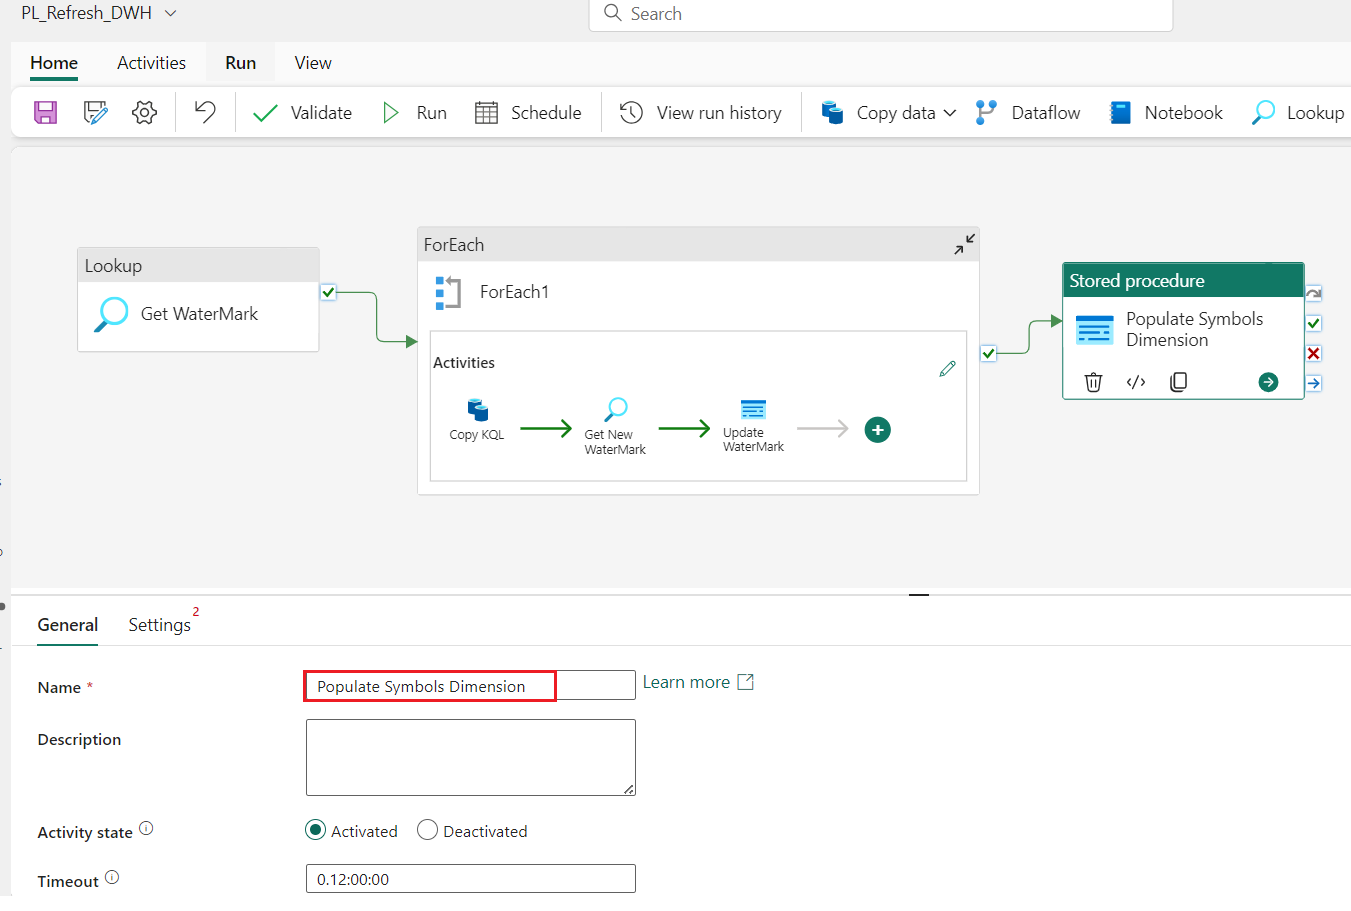 PL_Refresh_DWH
Search
Home
Activities
Run
View
Validate
Run
Schedule
View run history
Copy data
Dataflow
Notebook
Lookup
Lookup
Get WaterMark
ForEach
ForEach1
Activities
Copy KQL
Get New
WaterMark
Update
WaterMark
Stored procedure
Populate Symbols
Dimension
General
Settings
2
Name *
Populate Symbols Dimension
Learn more
Description
Activity state
Activated
Deactivated
Timeout
0.12:00:00